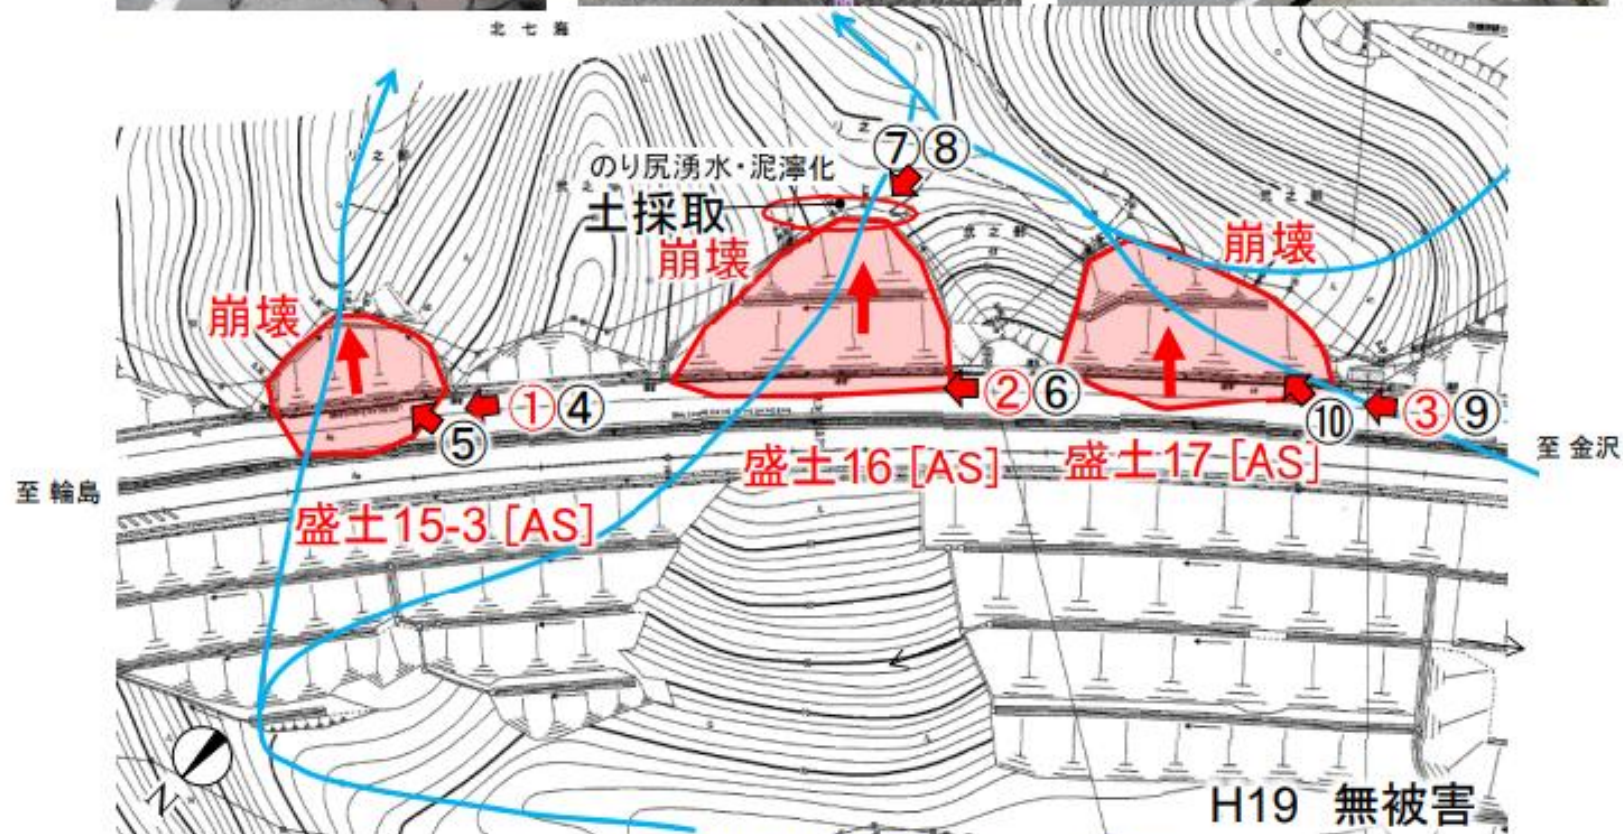 北七海
⑦⑧
のり尻湧水・泥濘化
土採取
崩壊
崩壊
崩壊
①④
⑤
②⑥
⑩
③⑨
至 金沢
至 輪島
盛土15-3 [AS]
盛土16 [AS]
盛土17 [AS]
N
H19 無被害